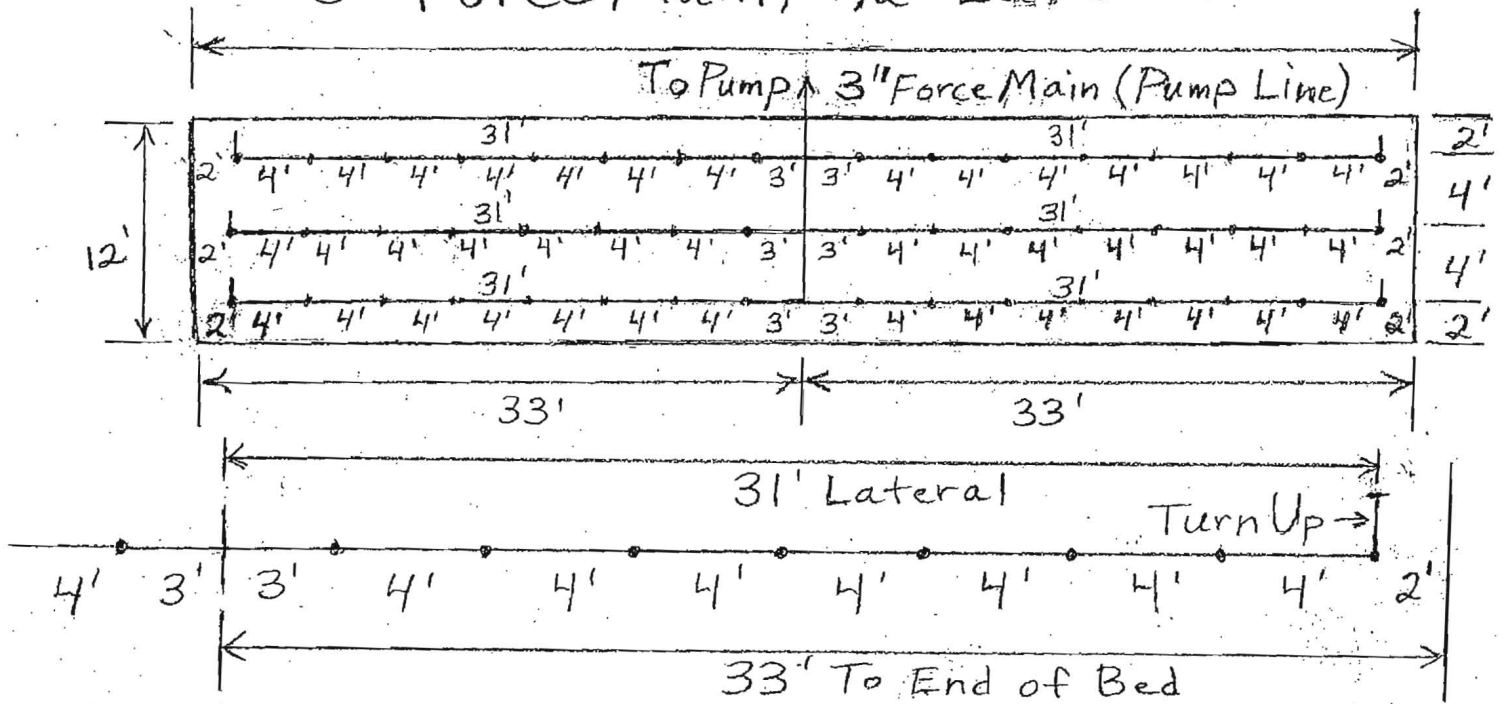 Force Main,
To Pump 3" Force Main (Pump Line)
31' 31' 2'
2' 4' 4' 4' 4' 4' 4' 4' 3' 3' 4' 4' 4' 4' 4' 4' 4' 2'
4'
31' 31'
12' 2' 4' 4' 4' 4' 4' 4' 4' 3' 3' 4' 4' 4' 4' 4' 4' 4' 2'
4'
31' 31'
2' 4' 4' 4' 4' 4' 4' 4' 3' 3' 4' 4' 4' 4' 4' 4' 4' 2' 2'
33' 33'
31' Lateral
Turn Up
4' 3' 3' 4' 4' 4' 4' 4' 4' 4' 2'
33' To End of Bed